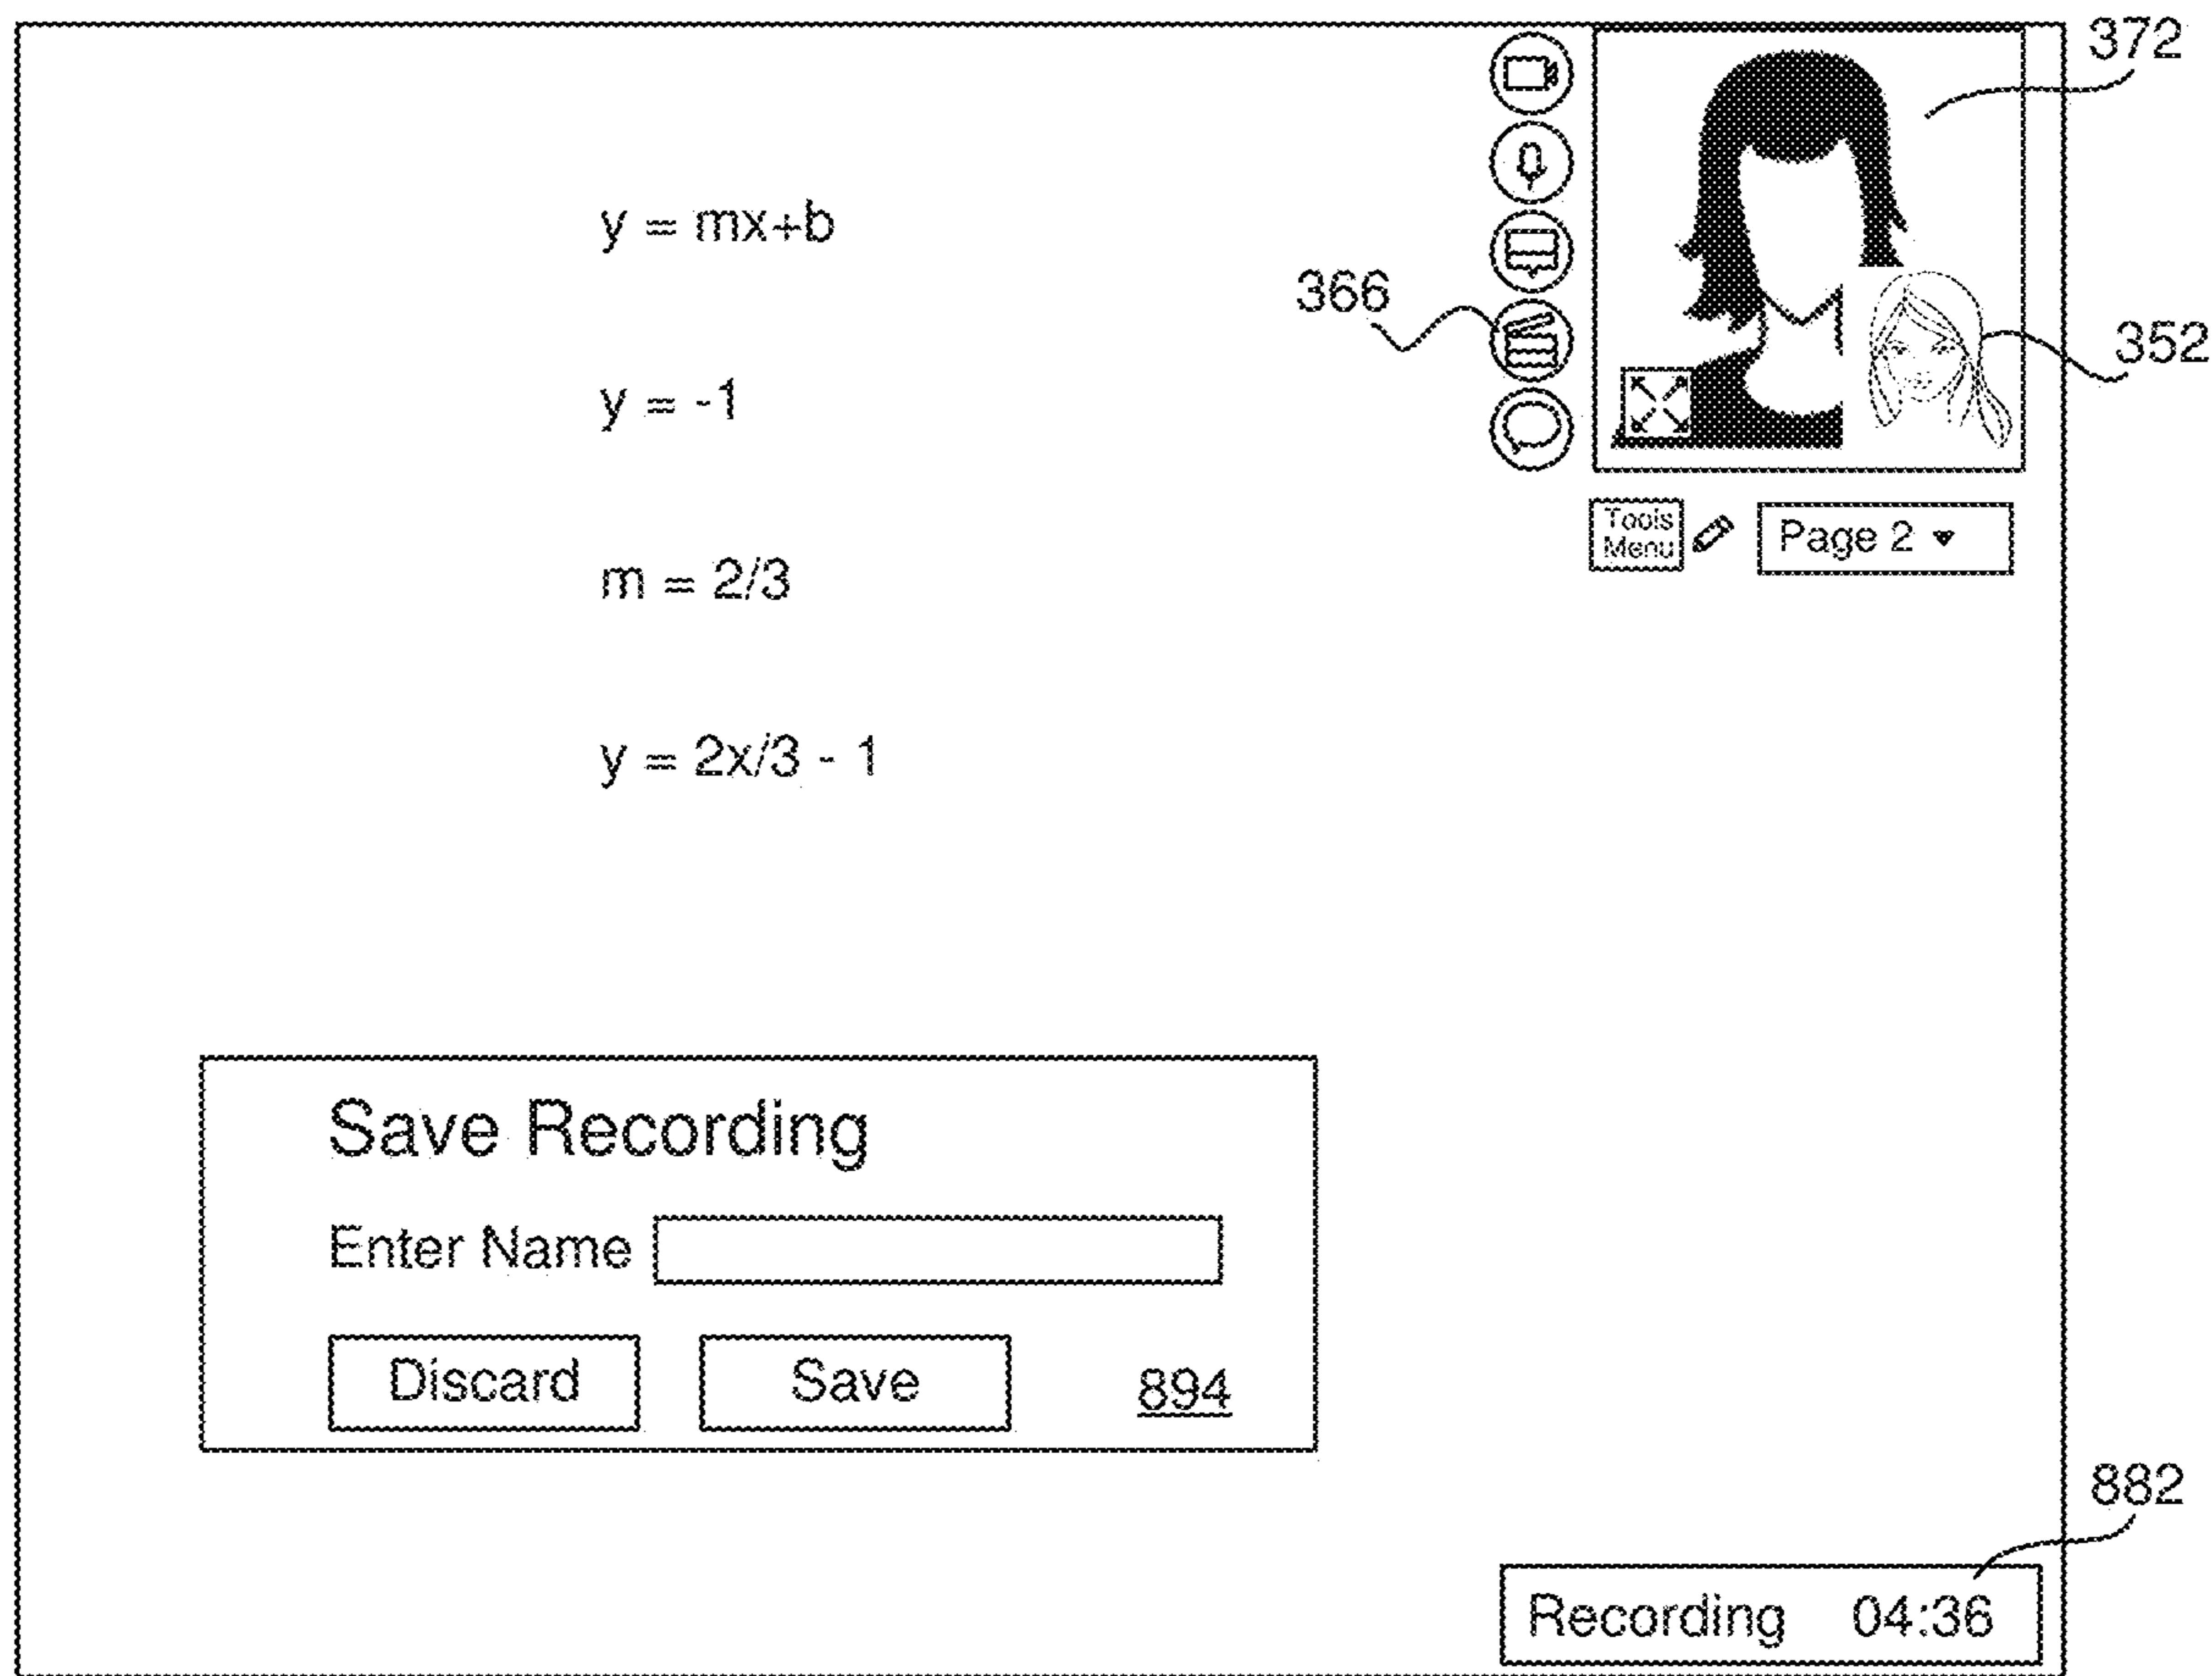 372
y = mx+b
366
352
y = -1
Tools
Menu
Page 2
m = 2/3
y = 2x/3 - 1
Save Recording
Enter Name
Discard Save 894
882
Recording 04:36